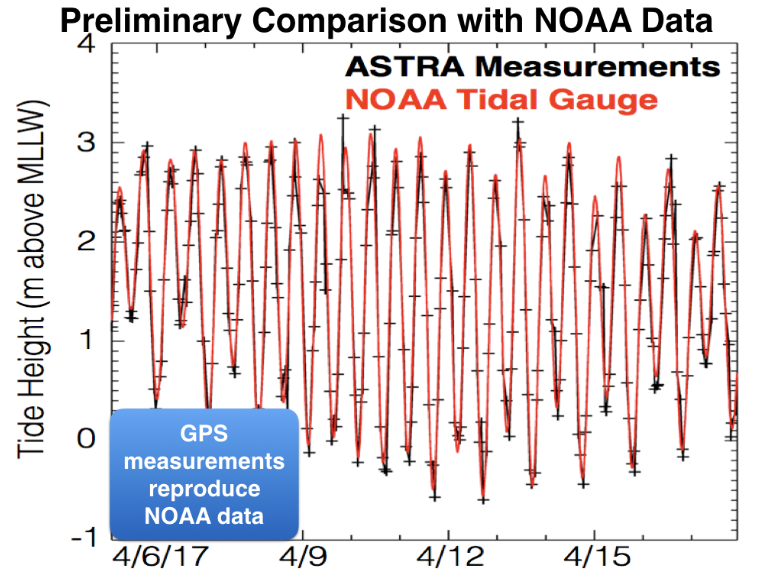 Preliminary Comparison with NOAA Data
ASTRA Measurements
NOAA Tidal Gauge
Tide Height (m above MLLW)
4
3
2
1
0
-1
GPS
measurements
reproduce
NOAA data
4/6/17
4/9
4/12
4/15